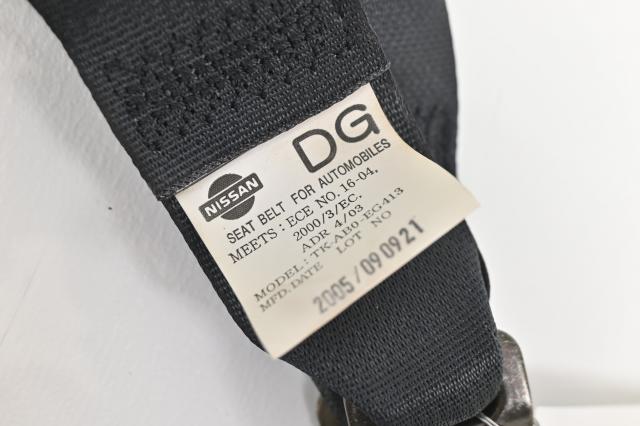 DG
NISSAN
SEAT BELT FOR AUTOMOBILES
MEETS : ECE NO. 16-04.
2000/3/EC.
ADR 4/03
MODEL : TK-AB0-EG413
MFD. DATE LOT NO
2005/09 0921